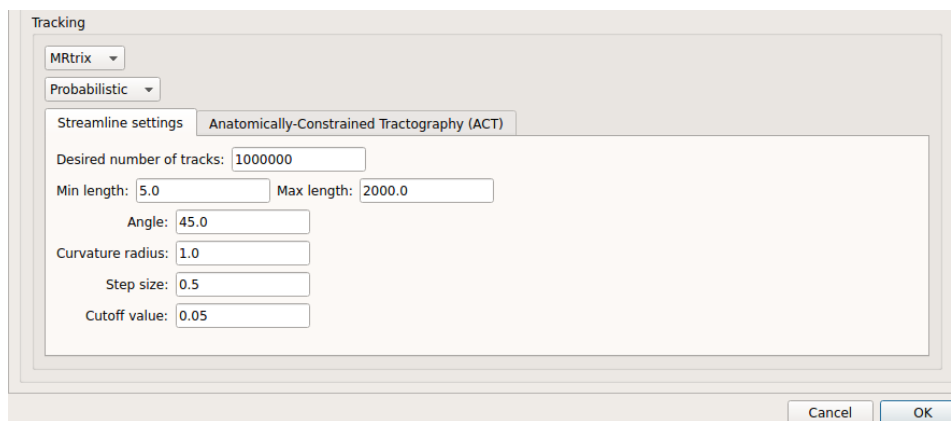 Tracking
MRtrix
Probabilistic
Streamline settings Anatomically-Constrained Tractography (ACT)
Desired number of tracks: 1000000
Min length: 5.0 Max length: 2000.0
Angle: 45.0
Curvature radius: 1.0
Step size: 0.5
Cutoff value: 0.05
Cancel OK